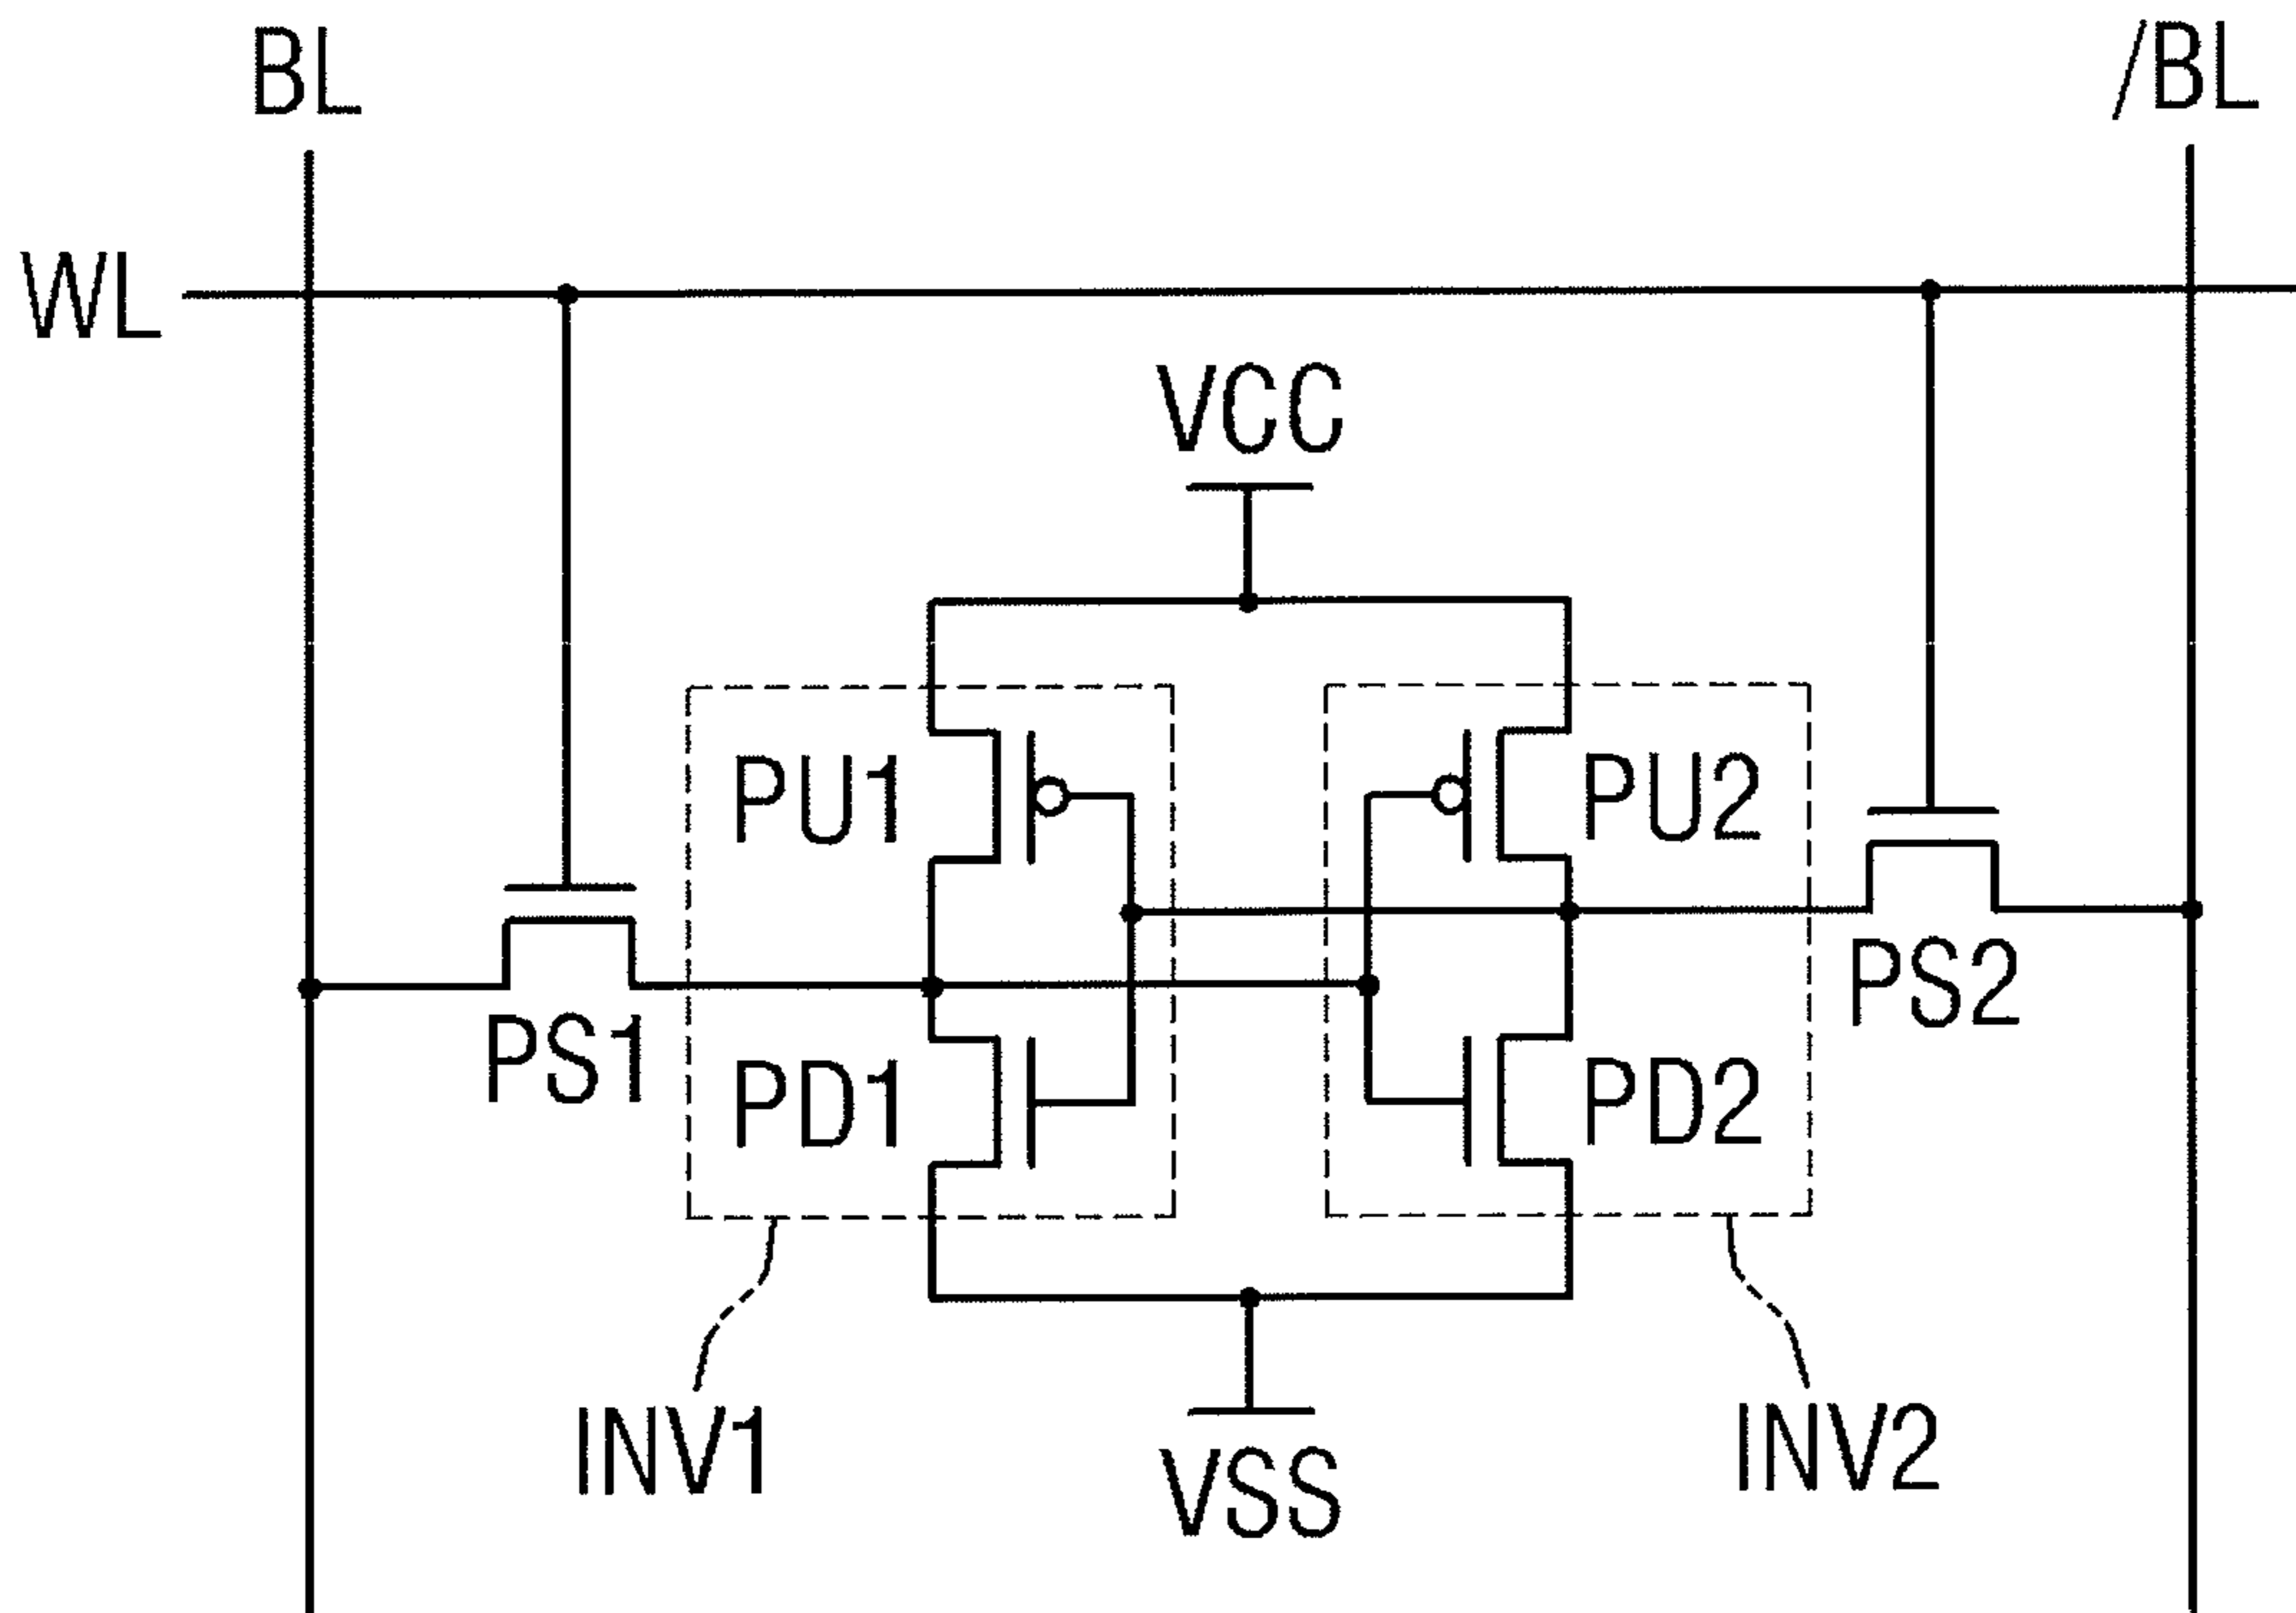 BL
/BL
WL
VCC
PU1
PU2
PS1
PS2
PD1
PD2
INV1
INV2
VSS